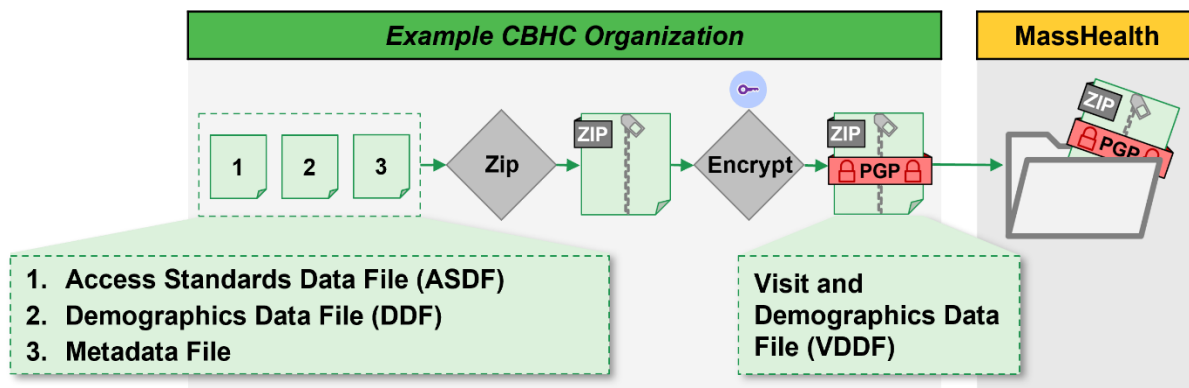 Example CBHC Organization
MassHealth
1
2
3
Zip
ZIP
Encrypt
ZIP
PGP
ZIP
PGP
1. Access Standards Data File (ASDF)
2. Demographics Data File (DDF)
3. Metadata File
Visit and
Demographics Data
File (VDDF)